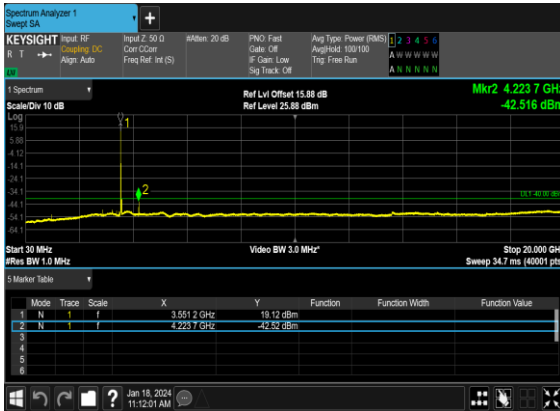 Spectrum Analyzer 1
Swept SA
+
KEYSIGHT
R T
Input: RF
Coupling: DC
Align: Auto
Input Z: 50 Ω
Corr CCorr
Freq Ref: Int (S)
#Atten: 20 dB
PNO: Fast
Gate: Off
IF Gain: Low
Sig Track: Off
Avg Type: Power (RMS)
Avg|Hold: 100/100
Trig: Free Run
1 2 3 4 5 6
A W W W W W
A N N N N N
1 Spectrum
Scale/Div 10 dB
Ref Lvl Offset 15.88 dB
Ref Level 25.88 dBm
Mkr2 4.223 7 GHz
-42.516 dBm
Log
15.9
5.88
-4.12
-14.1
-24.1
-34.1
-44.1
-54.1
-64.1
1
2
DL1 -40.00 dBm
Start 30 MHz
#Res BW 1.0 MHz
Video BW 3.0 MHz*
Stop 20.000 GHz
Sweep 34.7 ms (40001 pts)
5 Marker Table
Mode Trace Scale X Y Function Function Width Function Value
1 N 1 f 3.551 2 GHz 19.12 dBm
2 N 1 f 4.223 7 GHz -42.52 dBm
3
4
5
6
?
Jan 18, 2024
11:12:01 AM